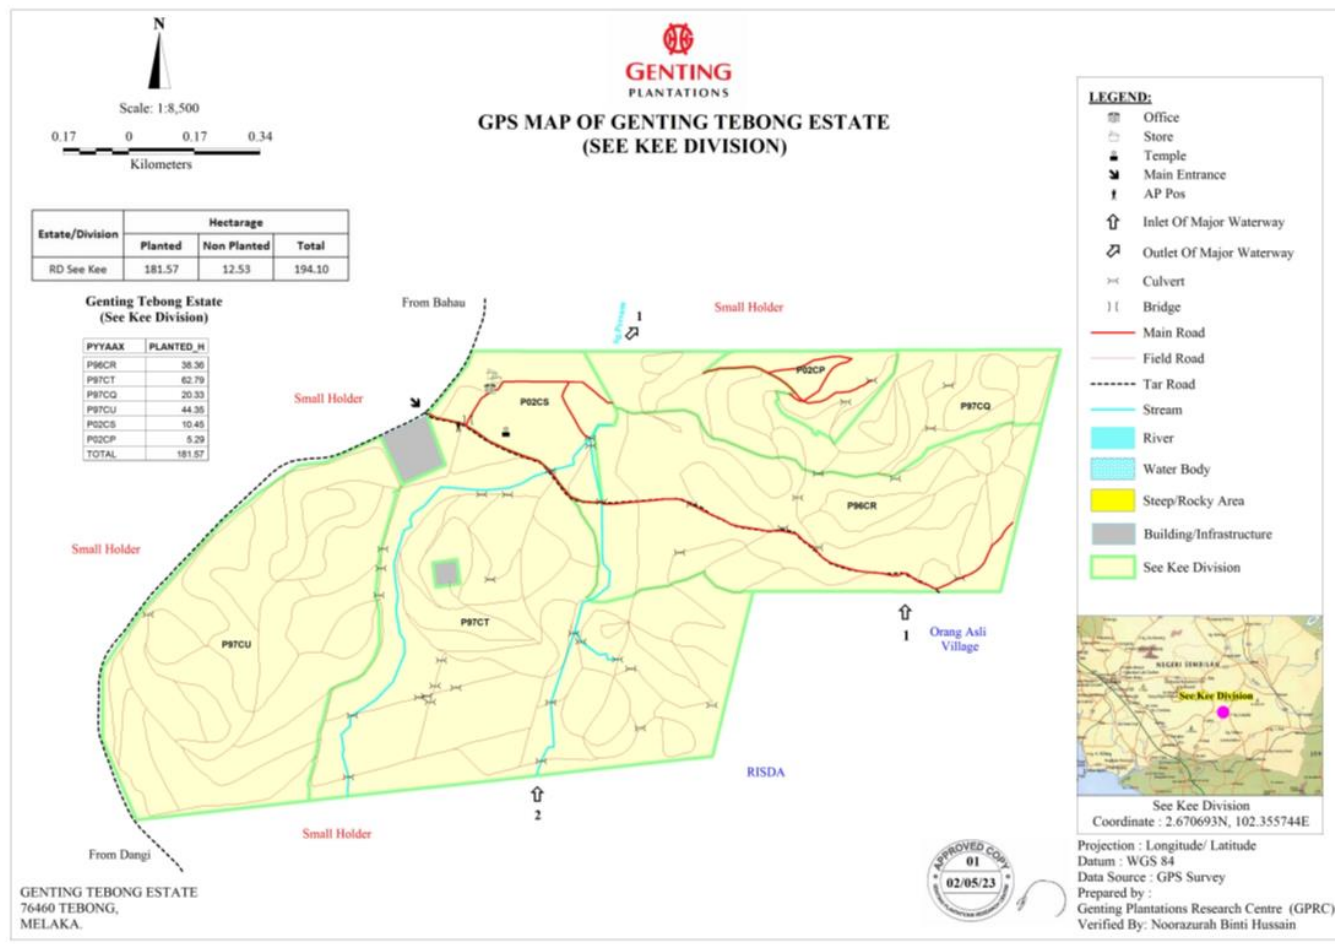 N
Scale: 1:8,500
0.17 0 0.17 0.34
Kilometers
GENTING
PLANTATIONS
GPS MAP OF GENTING TEBONG ESTATE
(SEE KEE DIVISION)
Estate/Division Hectarage
Planted Non Planted Total
RD See Kee 181.57 12.53 194.10
Genting Tebong Estate
(See Kee Division)
PYYAAX PLANTED_H
P96CR 38.36
P97CT 62.79
P97CQ 20.33
P97CU 44.35
P02CS 10.45
P02CP 5.29
TOTAL 181.57
From Bahau
1
Small Holder
Small Holder
Small Holder
Small Holder
P02CP
P02CS
P97CQ
P96CR
P97CT
P97CU
1
Orang Asli
Village
RISDA
2
From Dangi
LEGEND:
Office
Store
Temple
Main Entrance
AP Pos
Inlet Of Major Waterway
Outlet Of Major Waterway
Culvert
Bridge
Main Road
Field Road
Tar Road
Stream
River
Water Body
Steep/Rocky Area
Building/Infrastructure
See Kee Division
NEGERI SEMBILAN
See Kee Division
See Kee Division
Coordinate : 2.670693N, 102.355744E
Projection : Longitude/ Latitude
Datum : WGS 84
Data Source : GPS Survey
Prepared by :
Genting Plantations Research Centre (GPRC)
Verified By: Noorazurah Binti Hussain
APPROVED COPY
01
02/05/23
GENTING PLANTATIONS RESEARCH CENTRE
GENTING TEBONG ESTATE
76460 TEBONG,
MELAKA.